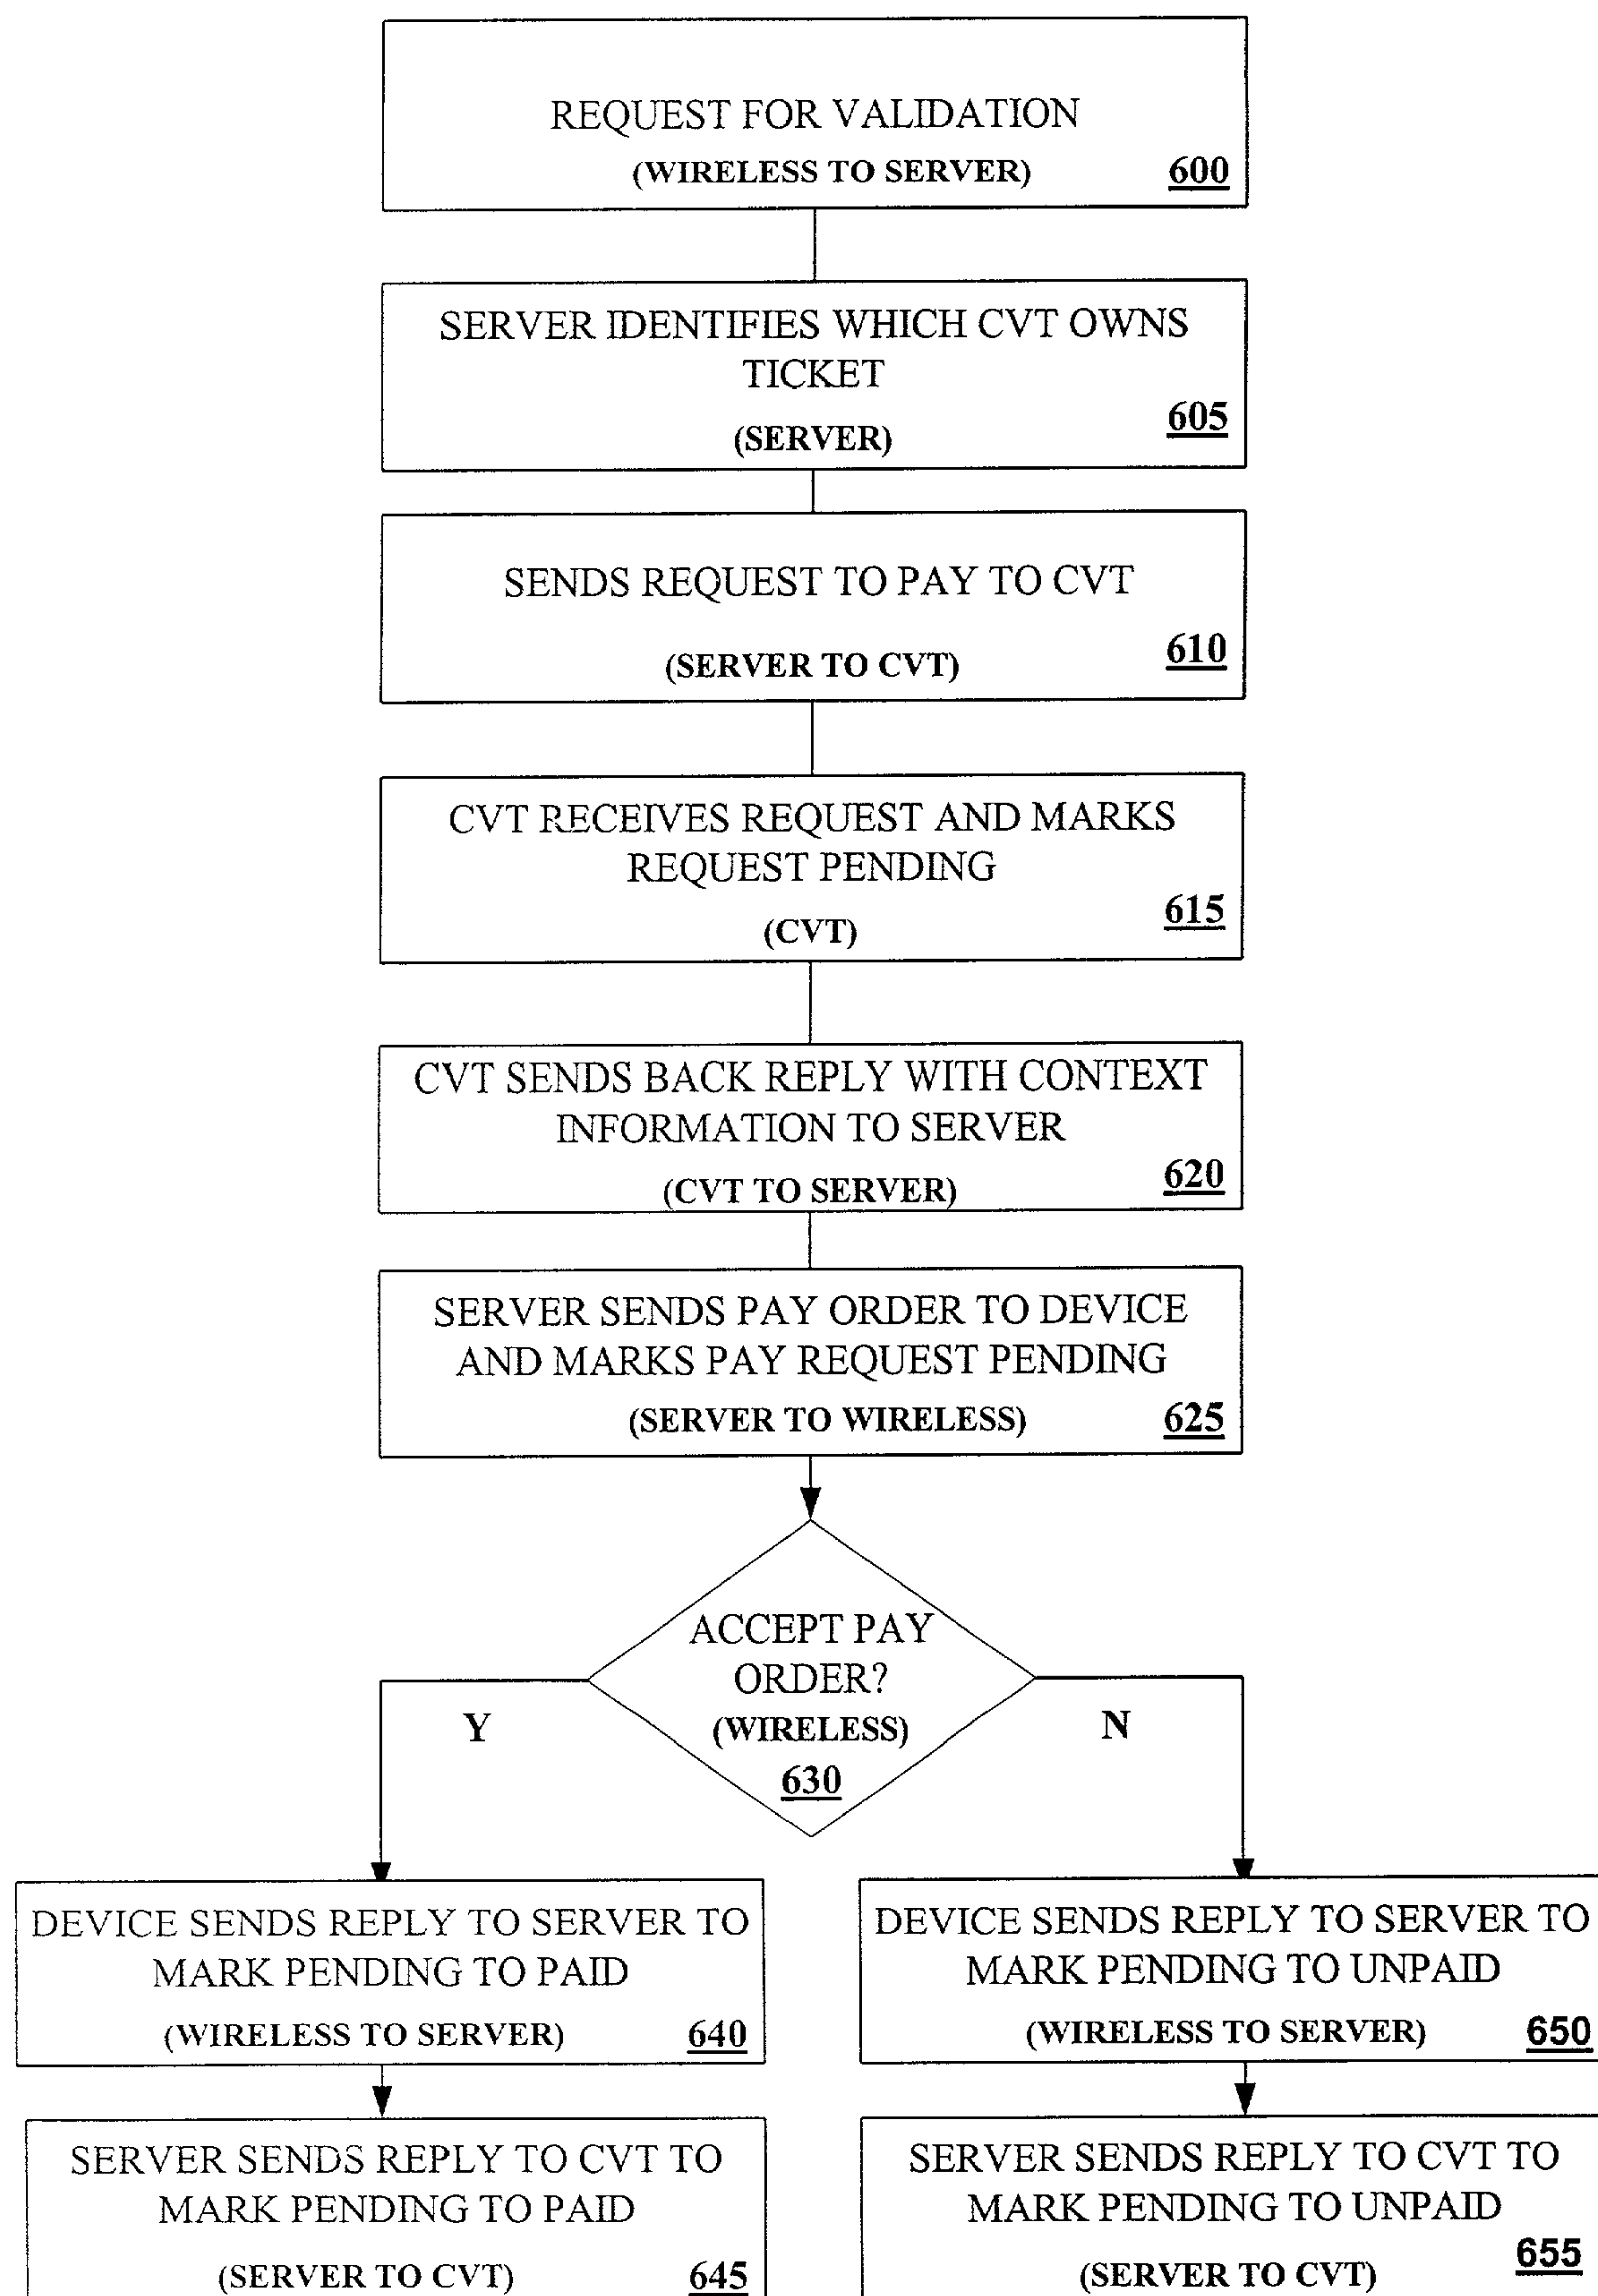 REQUEST FOR VALIDATION
(WIRELESS TO SERVER)
600
SERVER IDENTIFIES WHICH CVT OWNS
TICKET
(SERVER)
605
SENDS REQUEST TO PAY TO CVT
(SERVER TO CVT)
610
CVT RECEIVES REQUEST AND MARKS
REQUEST PENDING
(CVT)
615
CVT SENDS BACK REPLY WITH CONTEXT
INFORMATION TO SERVER
(CVT TO SERVER)
620
SERVER SENDS PAY ORDER TO DEVICE
AND MARKS PAY REQUEST PENDING
(SERVER TO WIRELESS)
625
ACCEPT PAY
ORDER?
(WIRELESS)
630
Y
N
DEVICE SENDS REPLY TO SERVER TO
MARK PENDING TO PAID
(WIRELESS TO SERVER)
640
DEVICE SENDS REPLY TO SERVER TO
MARK PENDING TO UNPAID
(WIRELESS TO SERVER)
650
SERVER SENDS REPLY TO CVT TO
MARK PENDING TO PAID
(SERVER TO CVT)
645
SERVER SENDS REPLY TO CVT TO
MARK PENDING TO UNPAID
(SERVER TO CVT)
655